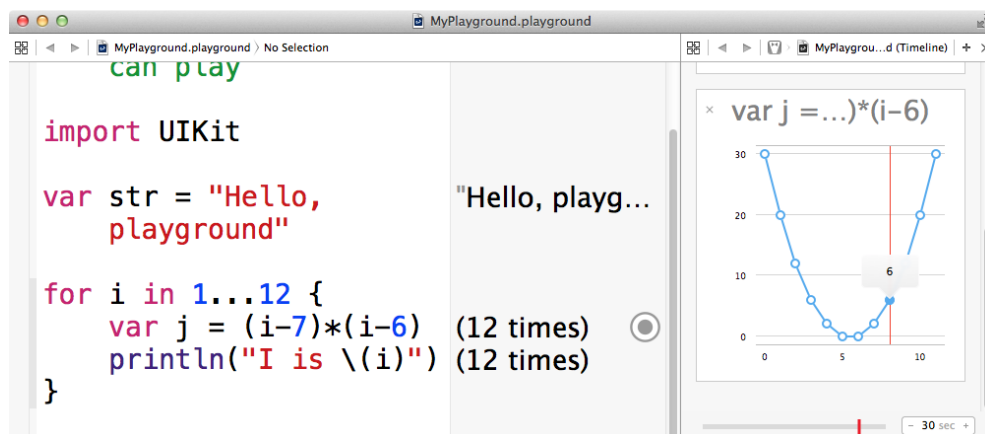 MyPlayground.playground
MyPlayground.playground 〉 No Selection
MyPlaygrou...d (Timeline)
can play
import UIKit
var str = "Hello,
playground"
"Hello, playg...
for i in 1...12 {
var j = (i-7)*(i-6)
(12 times)
println("I is \(i)")
(12 times)
}
× var j =...)*(i-6)
30
20
10
0
6
0 5 10
- 30 sec +